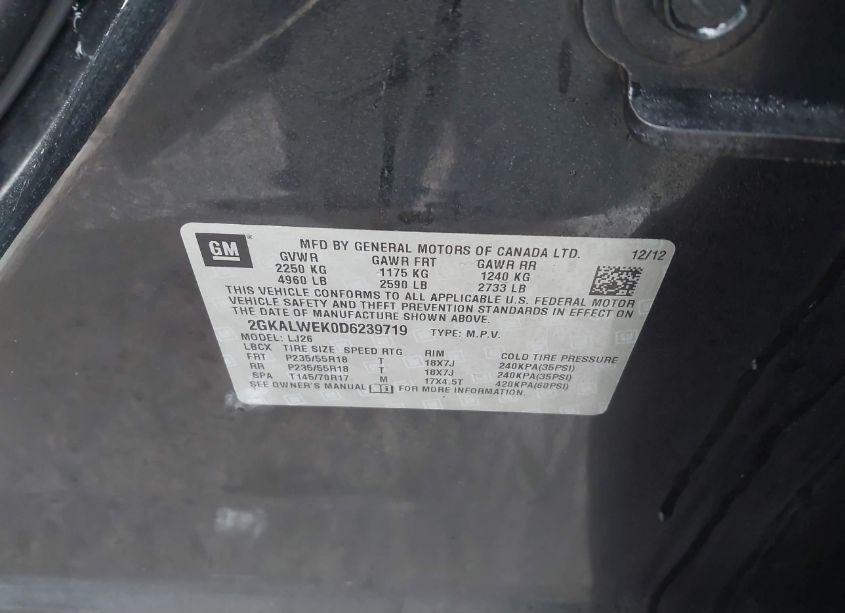 GM
MFD BY GENERAL MOTORS OF CANADA LTD. 12/12
GVWR GAWR FRT GAWR RR
2250 KG 1175 KG 1240 KG
4960 LB 2590 LB 2733 LB
THIS VEHICLE CONFORMS TO ALL APPLICABLE U.S. FEDERAL MOTOR
VEHICLE SAFETY AND THEFT PREVENTION STANDARDS IN EFFECT ON
THE DATE OF MANUFACTURE SHOWN ABOVE.
2GKALWEK0D6239719 TYPE: M.P.V.
MODEL: LJ26
LBCX TIRE SIZE SPEED RTG RIM COLD TIRE PRESSURE
FRT P235/55R18 T 18X7J 240KPA(35PSI)
RR P235/55R18 T 18X7J 240KPA(35PSI)
SPA T145/70R17 M 17X4.5T 420KPA(60PSI)
SEE OWNER'S MANUAL FOR MORE INFORMATION.